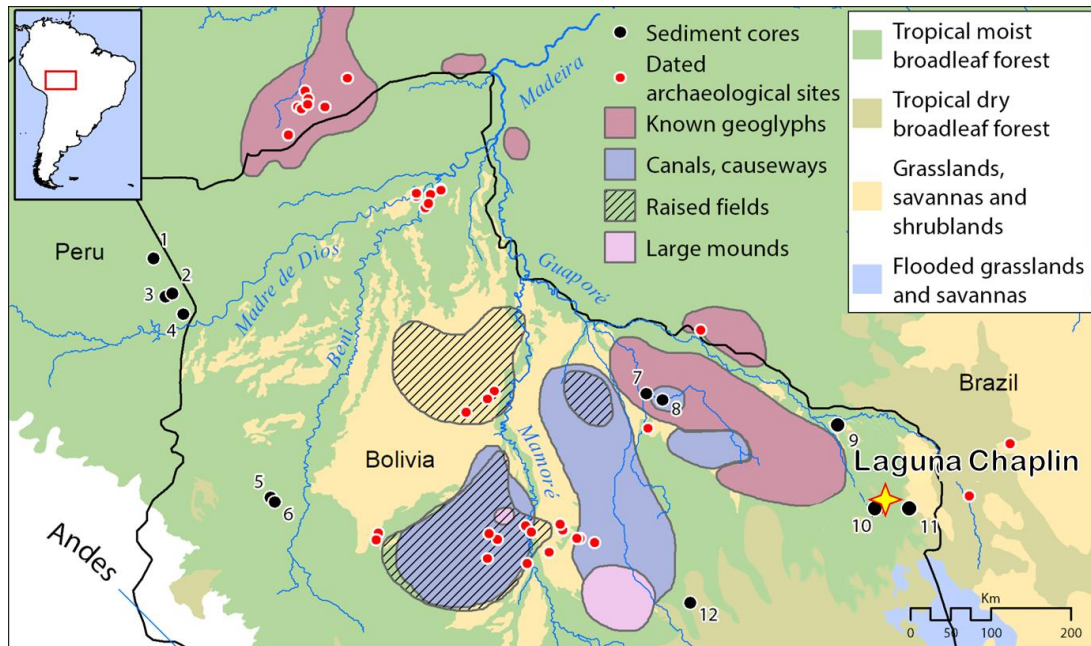 Sediment cores
Dated
archaeological sites
Known geoglyphs
Canals, causeways
Raised fields
Large mounds
Tropical moist
broadleaf forest
Tropical dry
broadleaf forest
Grasslands,
savannas and
shrublands
Flooded grasslands
and savannas
Madeira
Peru
1
2
3
4
Madre de Dios
Beni
Guaporé
Mamoré
Bolivia
Brazil
7
8
9
Laguna Chaplin
10
11
5
6
12
Andes
Km
0 50 100 200